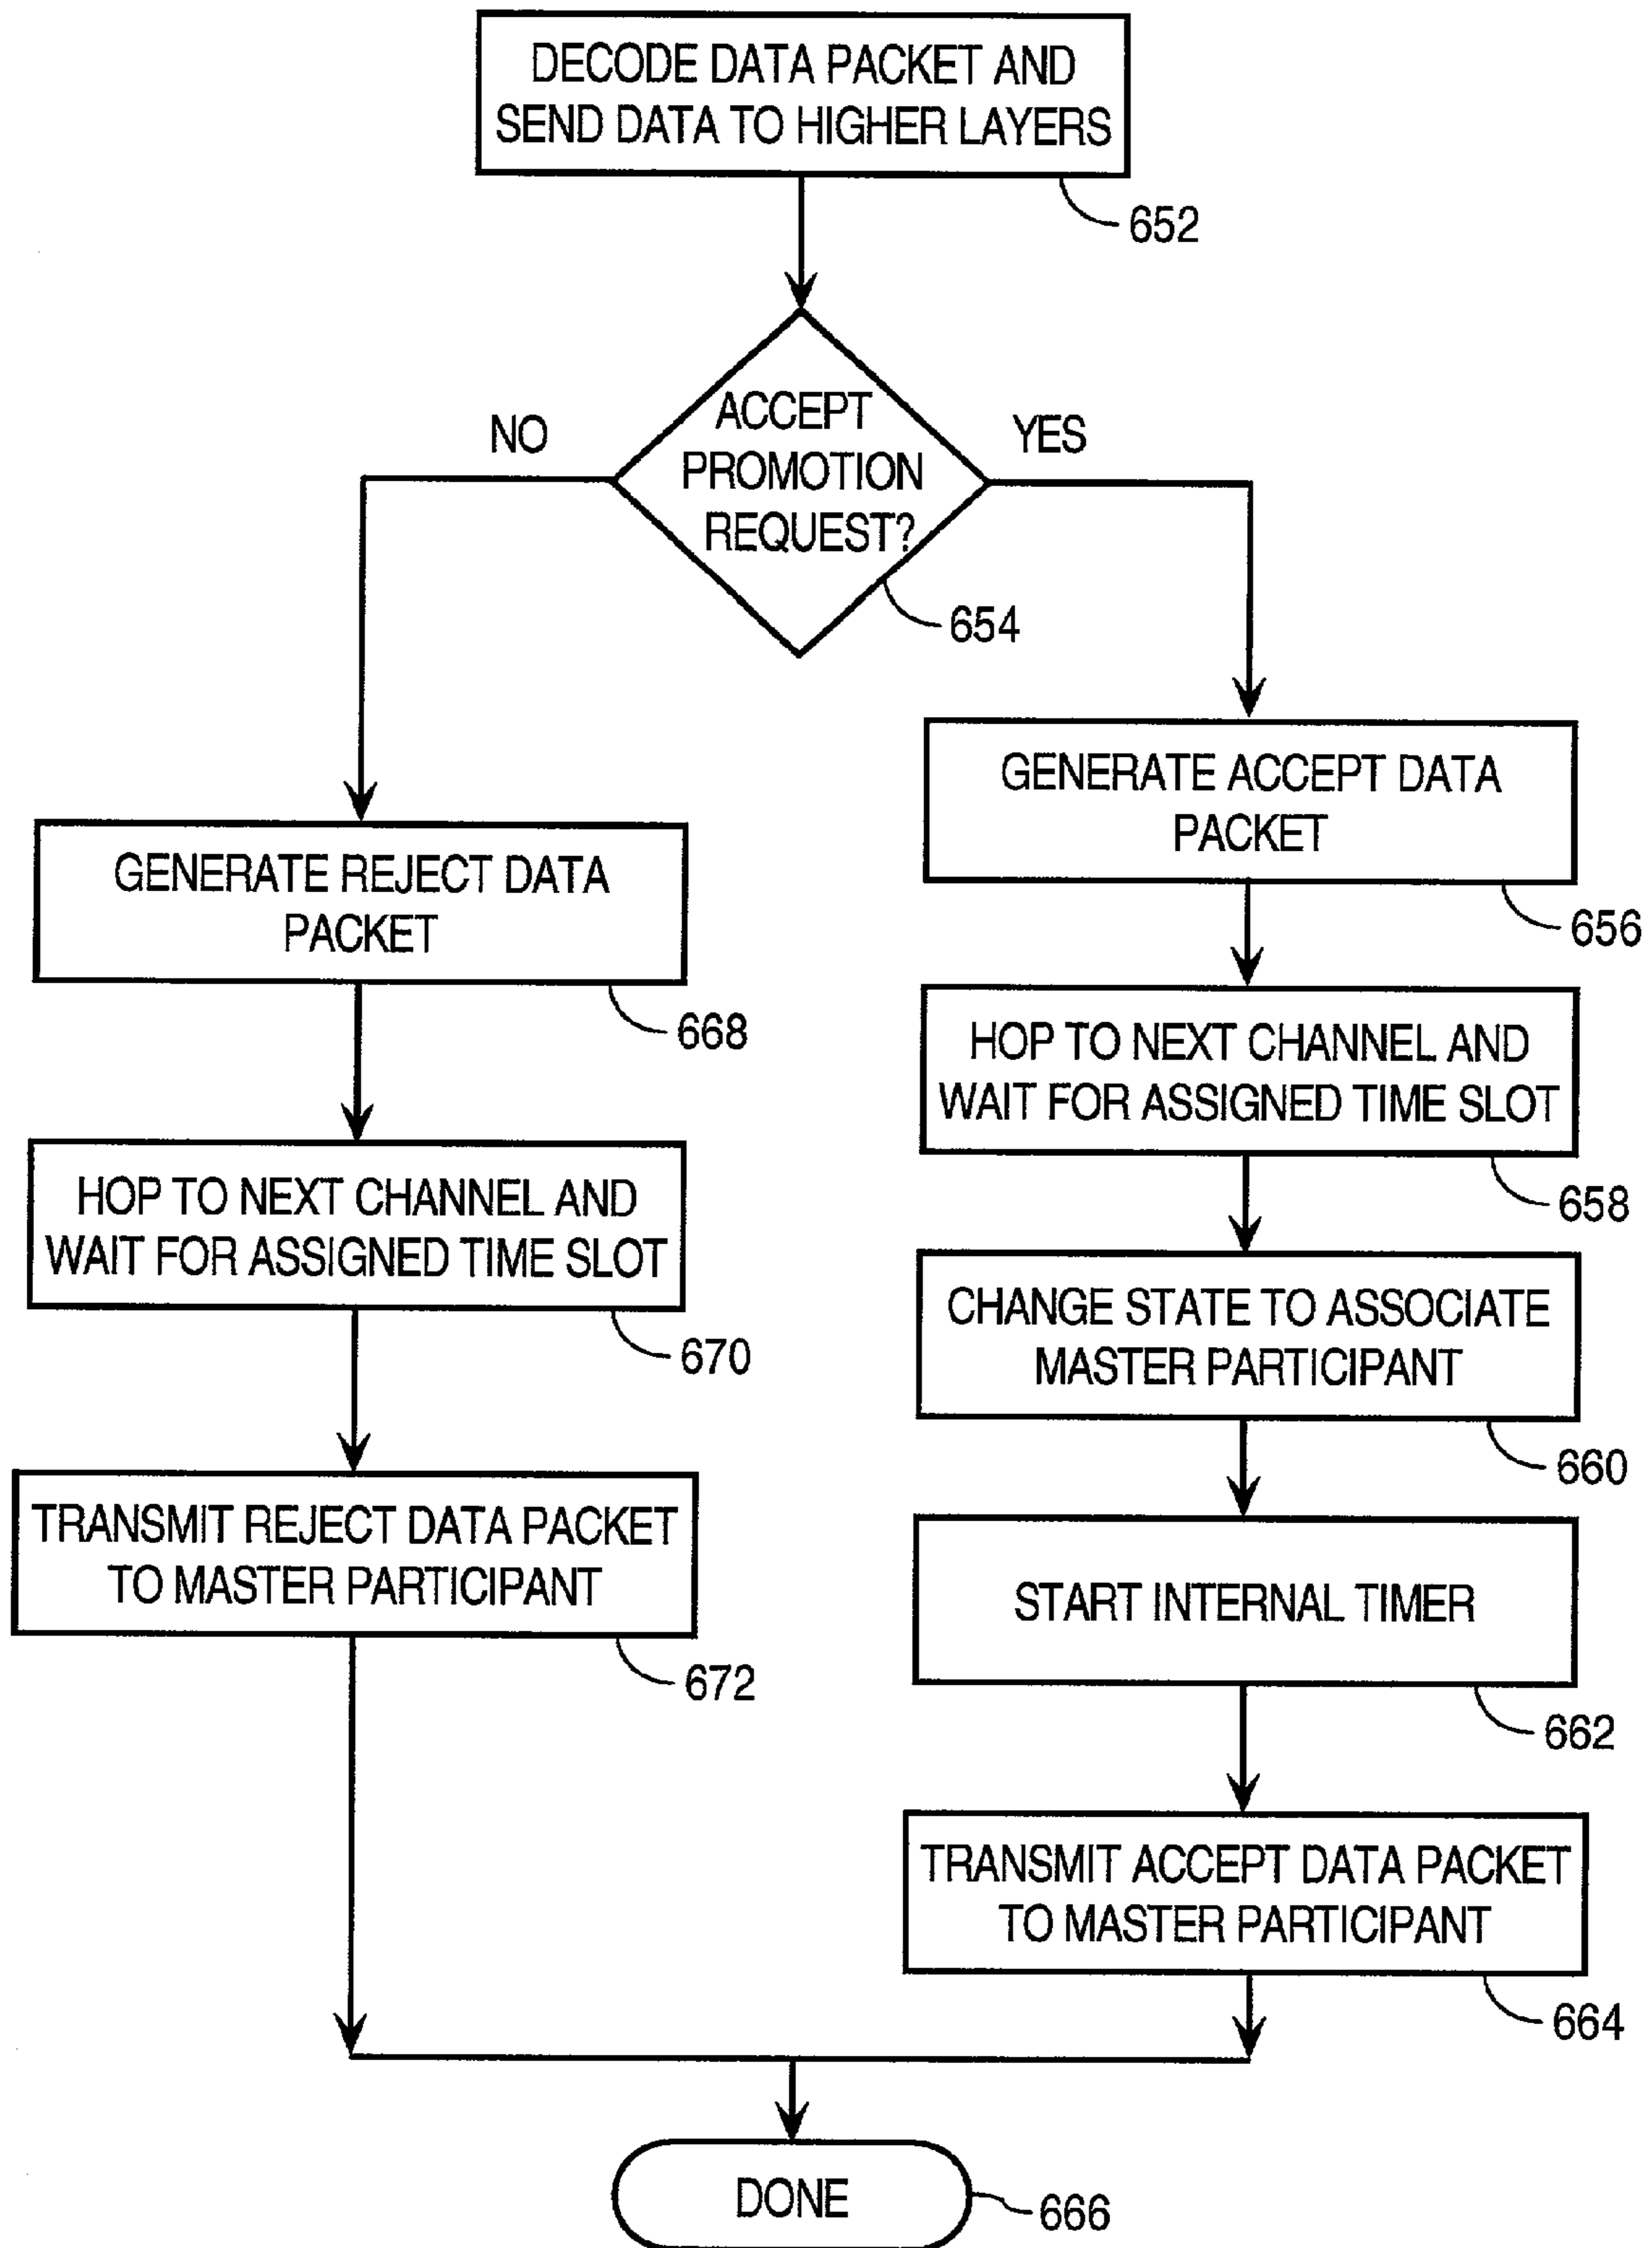 DECODE DATA PACKET AND
SEND DATA TO HIGHER LAYERS
652
ACCEPT
PROMOTION
REQUEST?
NO
YES
654
GENERATE ACCEPT DATA
PACKET
656
HOP TO NEXT CHANNEL AND
WAIT FOR ASSIGNED TIME SLOT
658
CHANGE STATE TO ASSOCIATE
MASTER PARTICIPANT
660
START INTERNAL TIMER
662
TRANSMIT ACCEPT DATA PACKET
TO MASTER PARTICIPANT
664
GENERATE REJECT DATA
PACKET
668
HOP TO NEXT CHANNEL AND
WAIT FOR ASSIGNED TIME SLOT
670
TRANSMIT REJECT DATA PACKET
TO MASTER PARTICIPANT
672
DONE
666